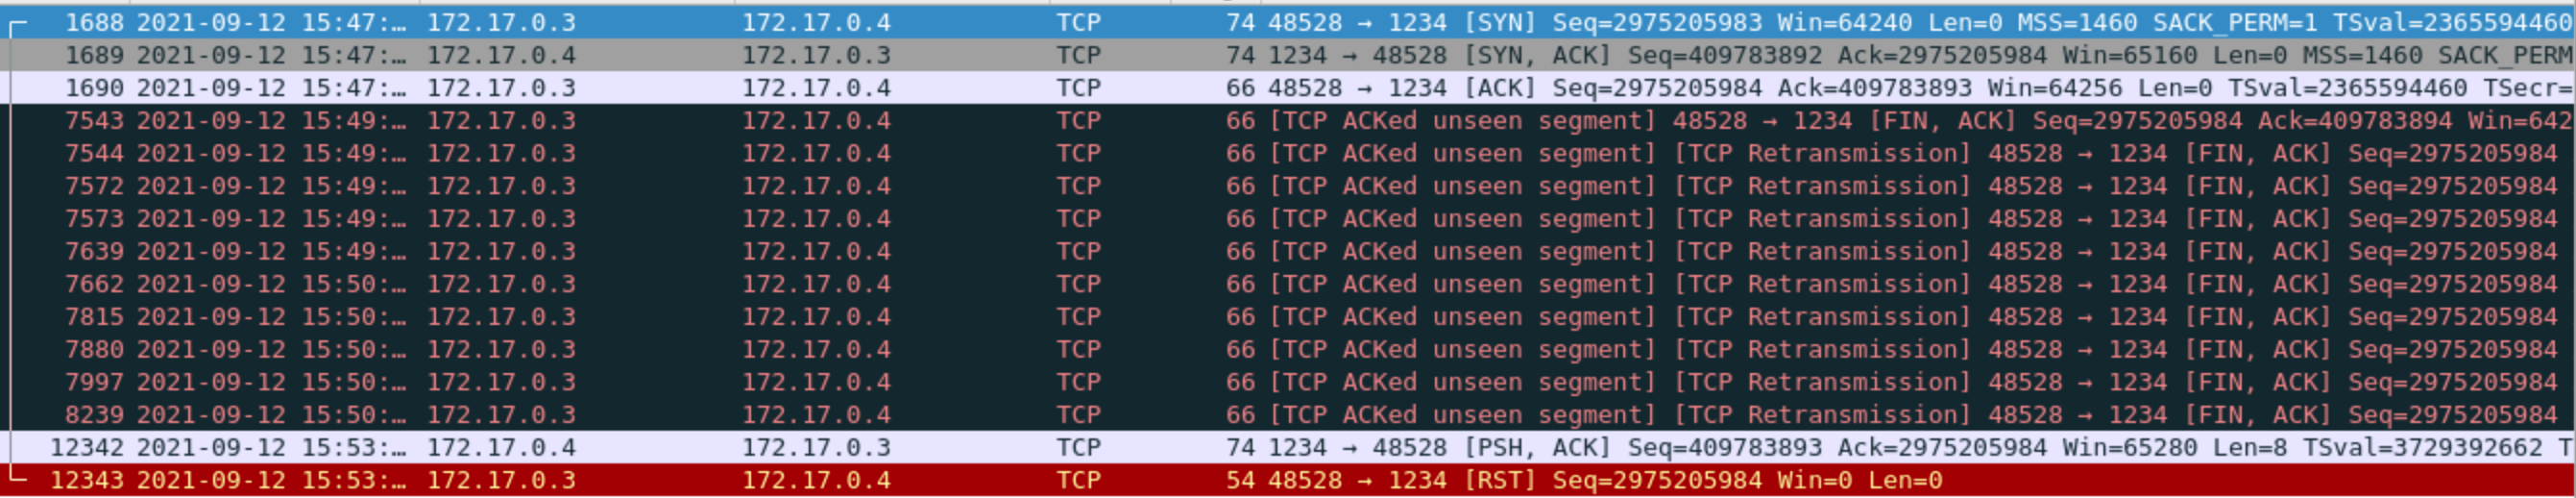 1688 2021-09-12 15:47:… 172.17.0.3 172.17.0.4 TCP 74 48528 → 1234 [SYN] Seq=2975205983 Win=64240 Len=0 MSS=1460 SACK_PERM=1 TSval=2365594460
1689 2021-09-12 15:47:… 172.17.0.4 172.17.0.3 TCP 74 1234 → 48528 [SYN, ACK] Seq=409783892 Ack=2975205984 Win=65160 Len=0 MSS=1460 SACK_PERM
1690 2021-09-12 15:47:… 172.17.0.3 172.17.0.4 TCP 66 48528 → 1234 [ACK] Seq=2975205984 Ack=409783893 Win=64256 Len=0 TSval=2365594460 TSecr=
7543 2021-09-12 15:49:… 172.17.0.3 172.17.0.4 TCP 66 [TCP ACKed unseen segment] 48528 → 1234 [FIN, ACK] Seq=2975205984 Ack=409783894 Win=642
7544 2021-09-12 15:49:… 172.17.0.3 172.17.0.4 TCP 66 [TCP ACKed unseen segment] [TCP Retransmission] 48528 → 1234 [FIN, ACK] Seq=2975205984
7572 2021-09-12 15:49:… 172.17.0.3 172.17.0.4 TCP 66 [TCP ACKed unseen segment] [TCP Retransmission] 48528 → 1234 [FIN, ACK] Seq=2975205984
7573 2021-09-12 15:49:… 172.17.0.3 172.17.0.4 TCP 66 [TCP ACKed unseen segment] [TCP Retransmission] 48528 → 1234 [FIN, ACK] Seq=2975205984
7639 2021-09-12 15:49:… 172.17.0.3 172.17.0.4 TCP 66 [TCP ACKed unseen segment] [TCP Retransmission] 48528 → 1234 [FIN, ACK] Seq=2975205984
7662 2021-09-12 15:50:… 172.17.0.3 172.17.0.4 TCP 66 [TCP ACKed unseen segment] [TCP Retransmission] 48528 → 1234 [FIN, ACK] Seq=2975205984
7815 2021-09-12 15:50:… 172.17.0.3 172.17.0.4 TCP 66 [TCP ACKed unseen segment] [TCP Retransmission] 48528 → 1234 [FIN, ACK] Seq=2975205984
7880 2021-09-12 15:50:… 172.17.0.3 172.17.0.4 TCP 66 [TCP ACKed unseen segment] [TCP Retransmission] 48528 → 1234 [FIN, ACK] Seq=2975205984
7997 2021-09-12 15:50:… 172.17.0.3 172.17.0.4 TCP 66 [TCP ACKed unseen segment] [TCP Retransmission] 48528 → 1234 [FIN, ACK] Seq=2975205984
8239 2021-09-12 15:50:… 172.17.0.3 172.17.0.4 TCP 66 [TCP ACKed unseen segment] [TCP Retransmission] 48528 → 1234 [FIN, ACK] Seq=2975205984
12342 2021-09-12 15:53:… 172.17.0.4 172.17.0.3 TCP 74 1234 → 48528 [PSH, ACK] Seq=409783893 Ack=2975205984 Win=65280 Len=8 TSval=3729392662 T
12343 2021-09-12 15:53:… 172.17.0.3 172.17.0.4 TCP 54 48528 → 1234 [RST] Seq=2975205984 Win=0 Len=0